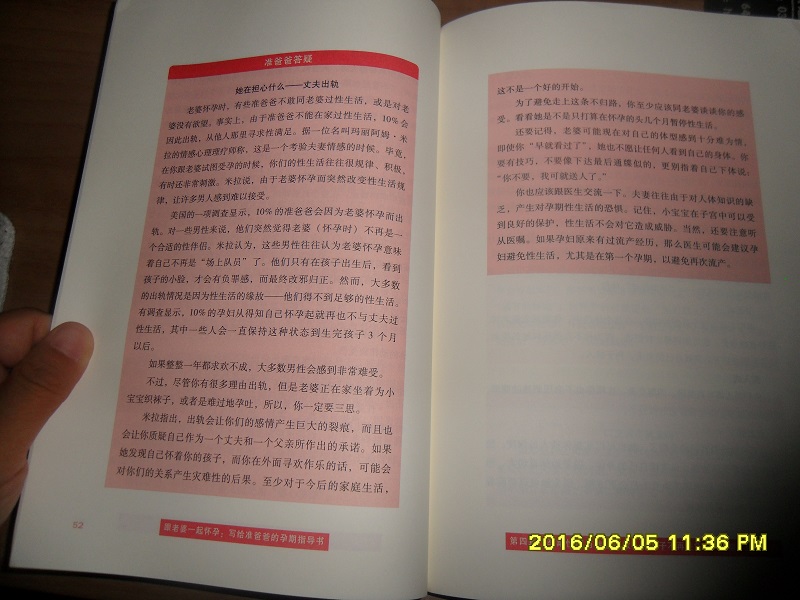 准爸爸答疑
她在担心什么——丈夫出轨
老婆怀孕时，有些准爸爸不敢同老婆过性生活，或是对老
婆没有欲望。事实上，由于准爸爸不能在家过性生活，10%会
因此出轨，从他人那里寻求性满足。据一位名叫玛丽阿姆·米
拉的情感心理理疗师称，这是一个考验夫妻情感的时候。毕竟，
在你跟老婆试图受孕的时候，你们的性生活往往很规律、积极，
有时还非常刺激。米拉说，由于老婆怀孕而突然改变性生活规
律，让许多男人感到难以接受。
美国的一项调查显示，10%的准爸爸会因为老婆怀孕而出
轨。对一些男性来说，他们突然觉得老婆（怀孕时）不再是一
个合适的性伴侣。米拉认为，这些男性往往认为老婆怀孕意味
着自己不再是“场上队员”了。他们只有在孩子出生后，看到
孩子的小脸，才会有负罪感，而最终改邪归正。然而，大多数
的出轨情况是因为性生活的缘故——他们得不到足够的性生活。
有调查显示，10%的孕妇从得知自己怀孕起就再也不与丈夫过
性生活，其中一些人会一直保持这种状态到生完孩子3个月
以后。
如果整整一年都求欢不成，大多数男性会感到非常难受。
不过，尽管你有很多理由出轨，但是老婆正在家坐着为小
宝宝织袜子，或者是难过地孕吐，所以，你一定要三思。
米拉指出，出轨会让你们的感情产生巨大的裂痕，而且也
会让你质疑自己作为一个丈夫和一个父亲所作出的承诺。如果
她发现自己怀着你的孩子，而你在外面寻欢作乐的话，可能会
对你们的关系产生灾难性的后果。至少对于今后的家庭生活，
52
跟老婆一起怀孕：写给准爸爸的孕期指导书
这不是一个好的开始。
为了避免走上这条不归路，你至少应该同老婆谈谈你的感
受，看看她是不是只打算在怀孕的头几个月暂停性生活。
还要记得，老婆可能现在对自己的体型感到十分难为情，
即使你“早就看过了”，她也不愿让任何人看到自己的身体。你
要有技巧，不要像下达最后通牒似的，更别指着自己下体说：
“你不要，我可就送人了。”
你也应该跟医生交流一下。夫妻往往由于对人体知识的缺
乏，产生对孕期性生活的恐惧。记住，小宝宝在子宫中可以受
到良好的保护，性生活不会对它造成威胁。当然，还要注意听
从医嘱。如果孕妇原来有过流产经历，那么医生可能会建议孕
妇避免性生活，尤其是在第一个孕期，以避免再次流产。
第四
2016/06/05 11:36 PM